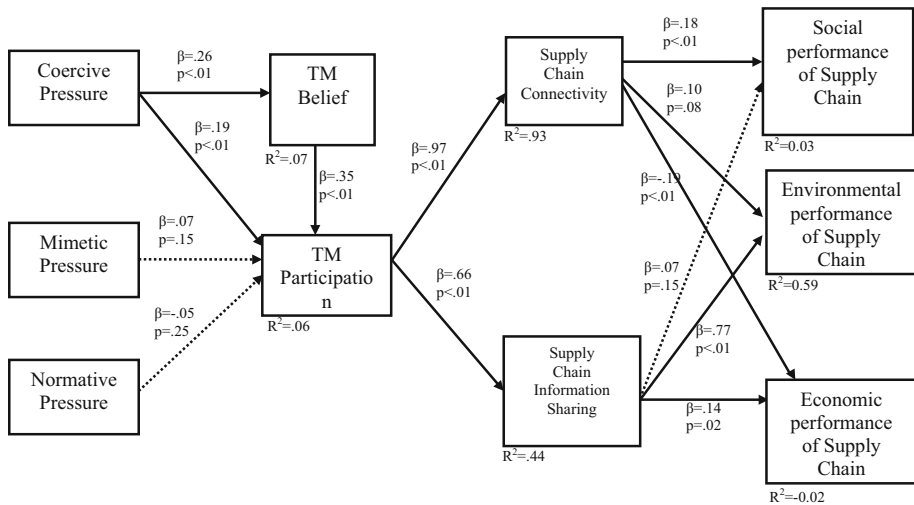 Coercive
Pressure
β=.26
p<.01
TM
Belief
R²=.07
β=.19
p<.01
β=.35
p<.01
Mimetic
Pressure
β=.07
p=.15
TM
Participatio
n
R²=.06
Normative
Pressure
β=-.05
p=.25
β=.97
p<.01
β=.66
p<.01
Supply
Chain
Connectivity
R²=.93
Supply
Chain
Information
Sharing
R²=.44
β=.18
p<.01
β=.10
p=.08
β=-.19
p<.01
β=.07
p=.15
β=.77
p<.01
β=.14
p=.02
Social
performance
of Supply
Chain
R²=0.03
Environmental
performance of
Supply
Chain
R²=0.59
Economic
performance
of Supply
Chain
R²=-0.02